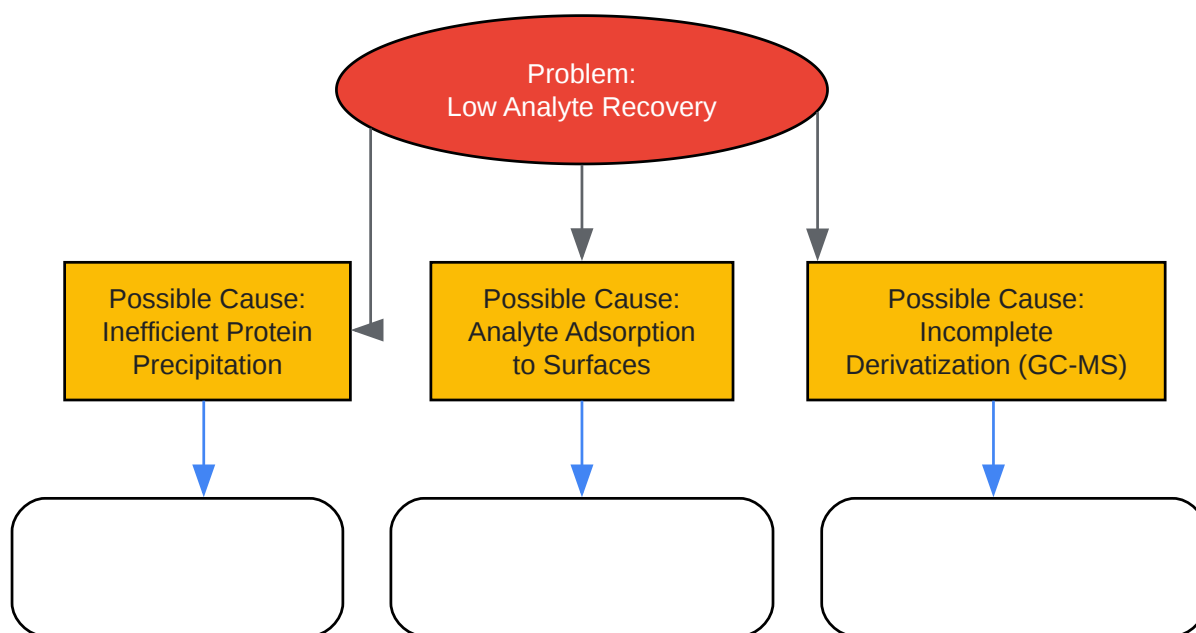 Problem:
Low Analyte Recovery
Possible Cause:
Inefficient Protein
Precipitation
Possible Cause:
Analyte Adsorption
to Surfaces
Possible Cause:
Incomplete
Derivatization (GC-MS)